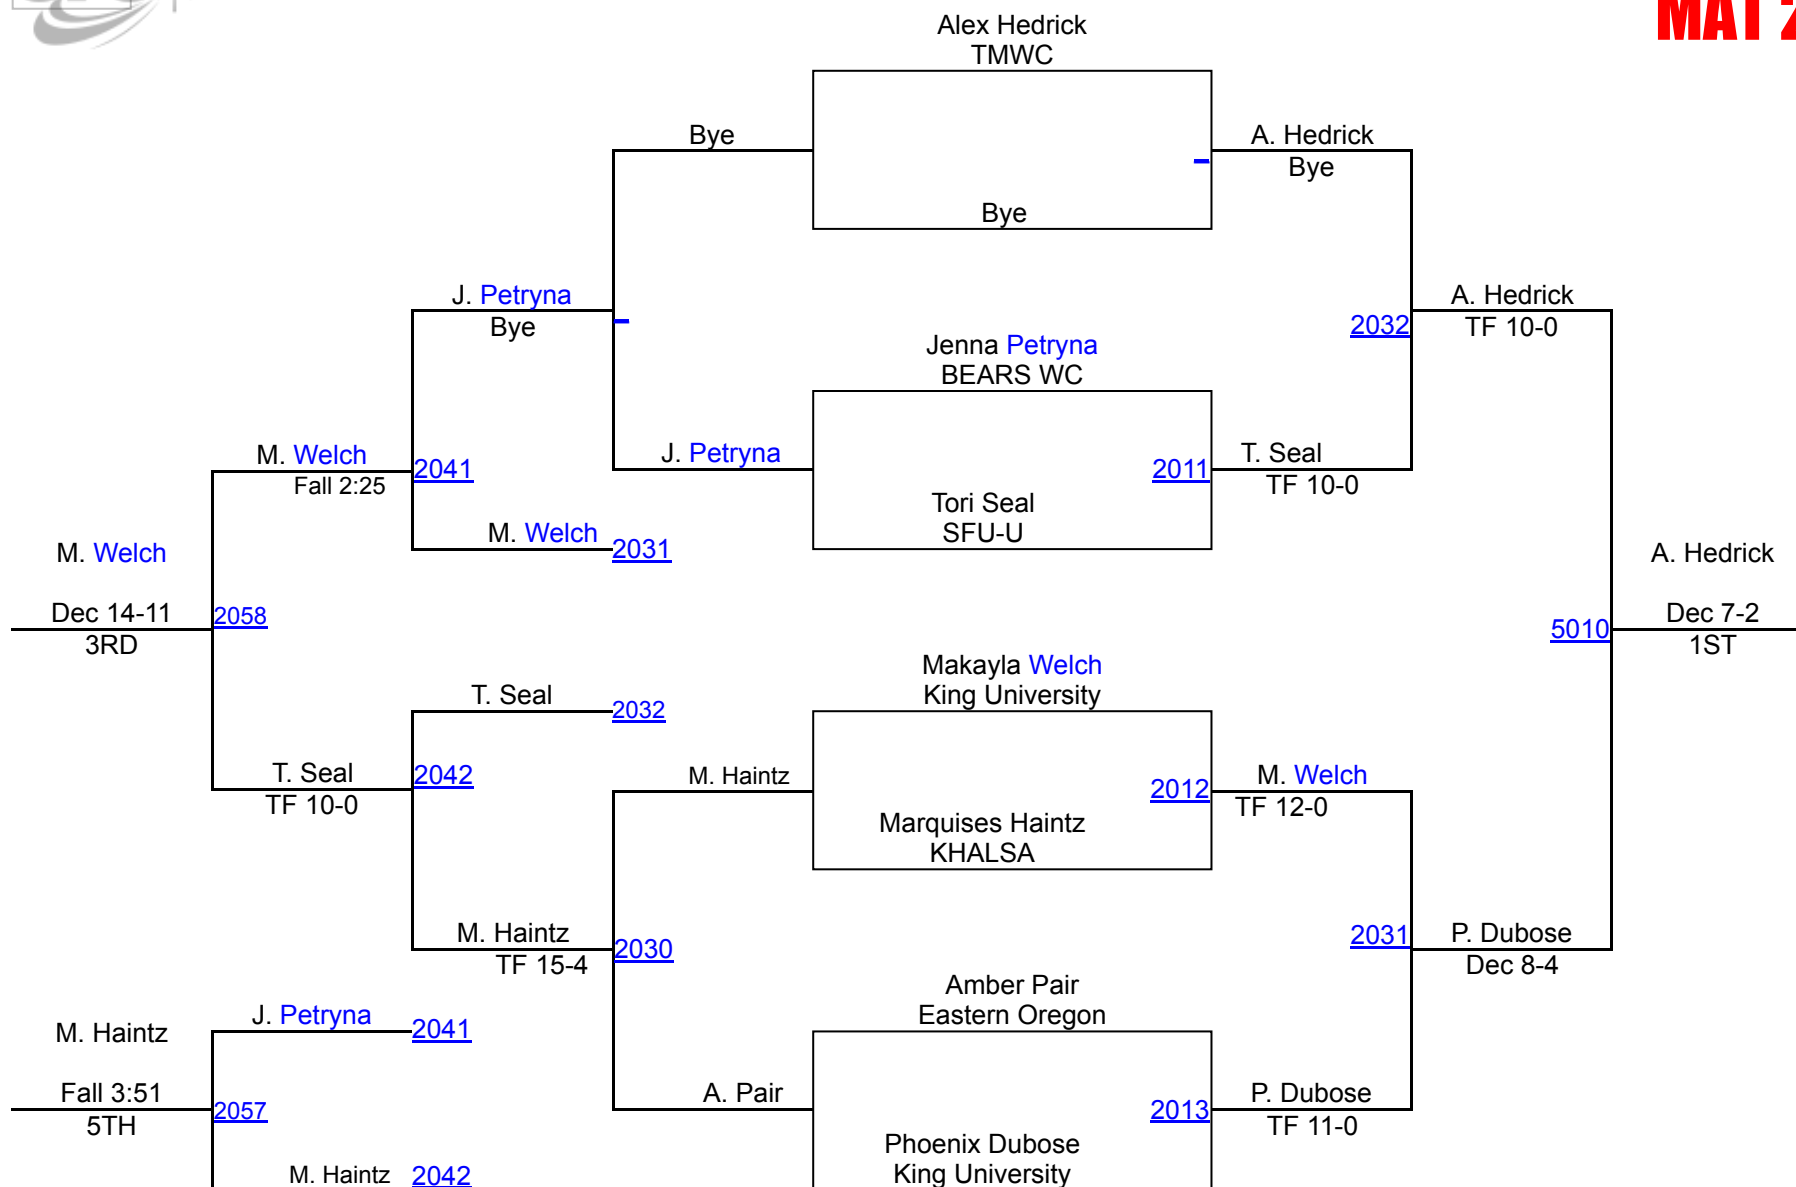 MAT
Alex Hedrick
TMWC
Bye
A. Hedrick
Bye
Bye
J. Petryna
Bye
A. Hedrick
TF 10-0
2032
Jenna Petryna
BEARS WC
M. Welch
Fall 2:25
2041
J. Petryna
2011
T. Seal
TF 10-0
Tori Seal
SFU-U
M. Welch
2031
M. Welch
Dec 14-11
3RD
2058
A. Hedrick
Dec 7-2
1ST
5010
Makayla Welch
King University
T. Seal
2032
T. Seal
TF 10-0
2042
M. Haintz
2012
M. Welch
TF 12-0
Marquises Haintz
KHALSA
M. Haintz
TF 15-4
2030
2031
P. Dubose
Dec 8-4
Amber Pair
Eastern Oregon
J. Petryna
2041
M. Haintz
Fall 3:51
5TH
2057
A. Pair
2013
P. Dubose
TF 11-0
Phoenix Dubose
King University
M. Haintz
2042